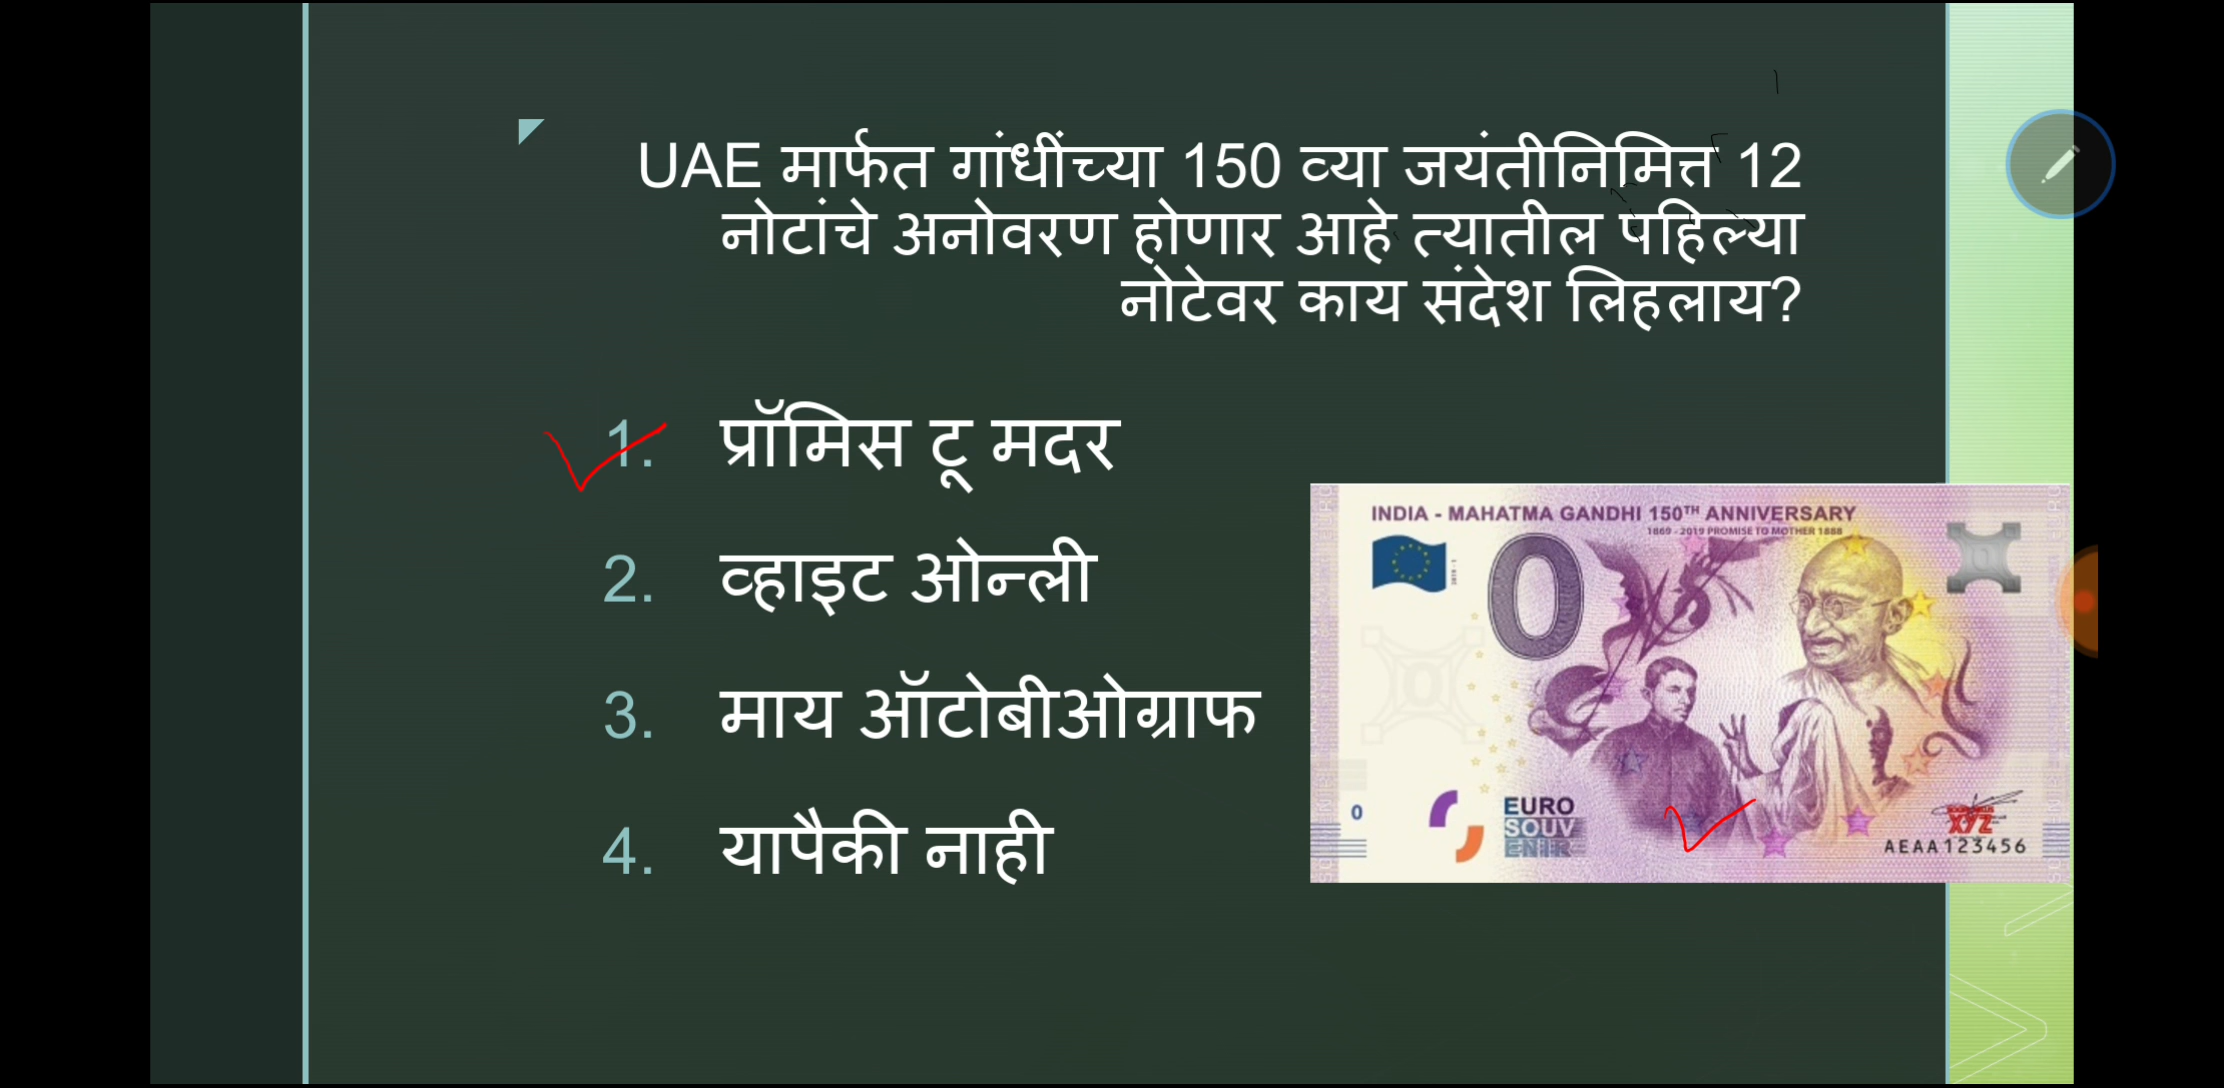 UAE मार्फत गांधींच्या 150 व्या जयंतीनिमित्त 12
नोटांचे अनोवरण होणार आहे त्यातील पहिल्या
नोटेवर काय संदेश लिहलाय?
1. प्रॉमिस टू मदर
2. व्हाइट ओन्ली
3. माय ऑटोबीओग्राफ
4. यापैकी नाही
INDIA - MAHATMA GANDHI 150TH ANNIVERSARY
1869 - 2019 PROMISE TO MOTHER 1888
0
0
EURO
SOUV
ENIR
XYZ
AEAA123456